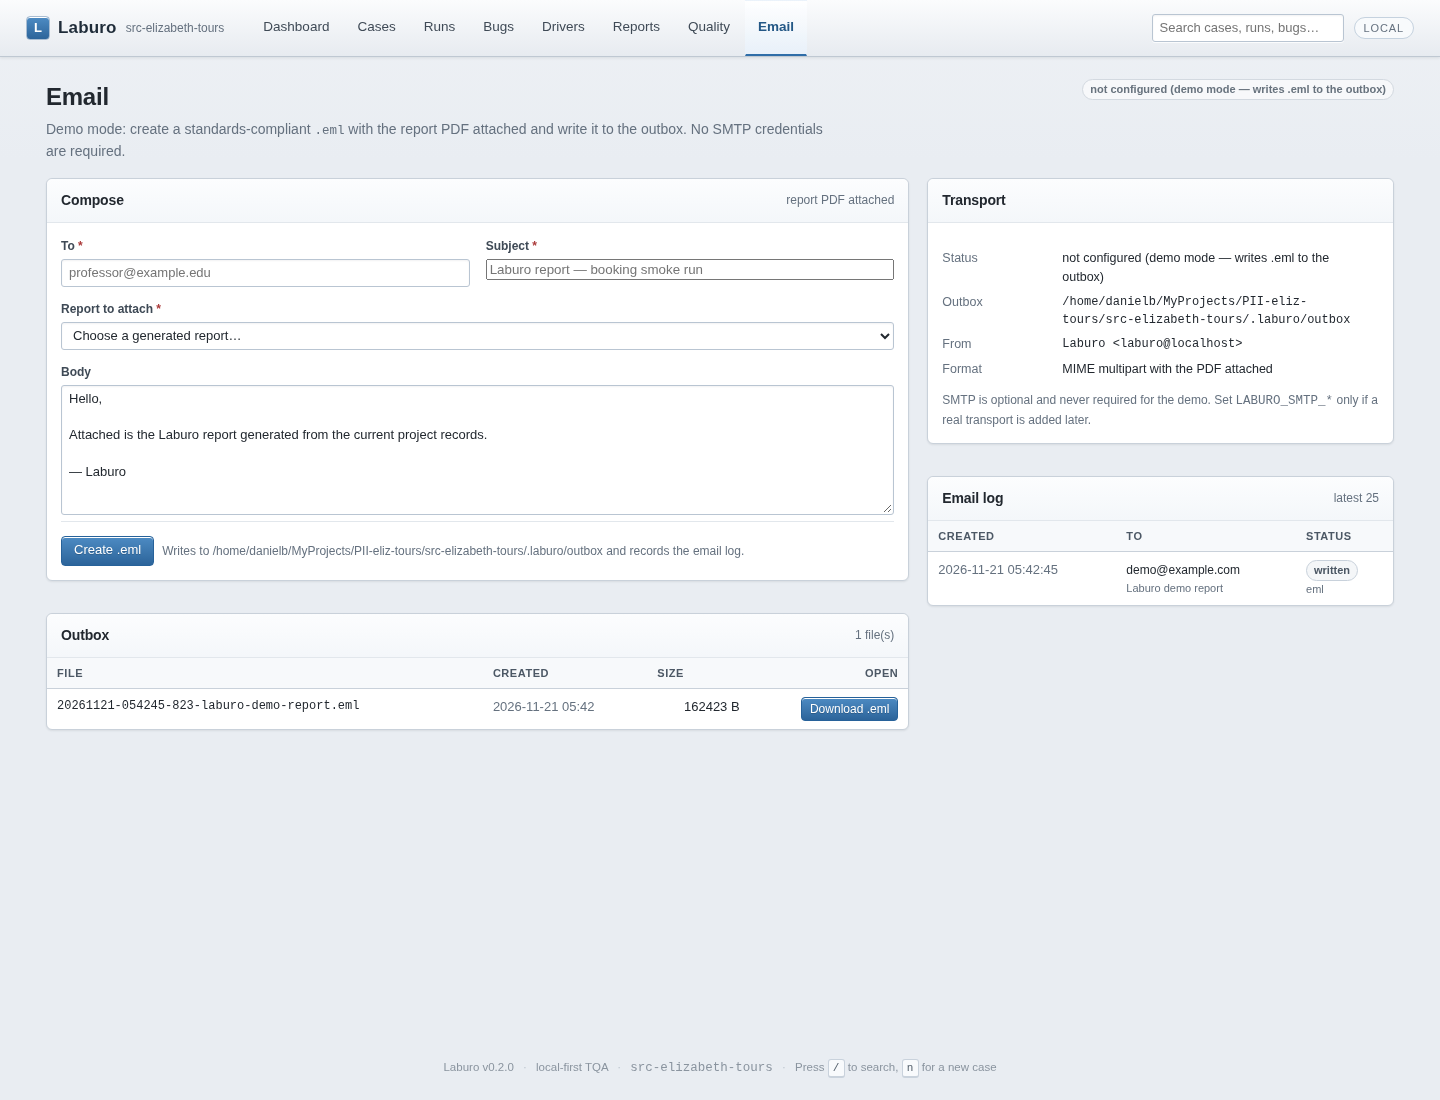 L Laburo src-elizabeth-tours Dashboard Cases Runs Bugs Drivers Reports Quality Email Search cases, runs, bugs… LOCAL
Email
not configured (demo mode — writes .eml to the outbox)
Demo mode: create a standards-compliant .eml with the report PDF attached and write it to the outbox. No SMTP credentials
are required.
Compose
report PDF attached
To *
Subject *
professor@example.edu
Laburo report — booking smoke run
Report to attach *
Choose a generated report…
Body
Hello,
Attached is the Laburo report generated from the current project records.
— Laburo
Create .eml Writes to /home/danielb/MyProjects/PII-eliz-tours/src-elizabeth-tours/.laburo/outbox and records the email log.
Outbox
1 file(s)
FILE CREATED SIZE OPEN
20261121-054245-823-laburo-demo-report.eml 2026-11-21 05:42 162423 B Download .eml
Transport
Status not configured (demo mode — writes .eml to the
outbox)
Outbox /home/danielb/MyProjects/PII-eliz-
tours/src-elizabeth-tours/.laburo/outbox
From Laburo <laburo@localhost>
Format MIME multipart with the PDF attached
SMTP is optional and never required for the demo. Set LABURO_SMTP_* only if a
real transport is added later.
Email log
latest 25
CREATED TO STATUS
2026-11-21 05:42:45 demo@example.com written
Laburo demo report eml
Laburo v0.2.0 · local-first TQA · src-elizabeth-tours · Press / to search, n for a new case